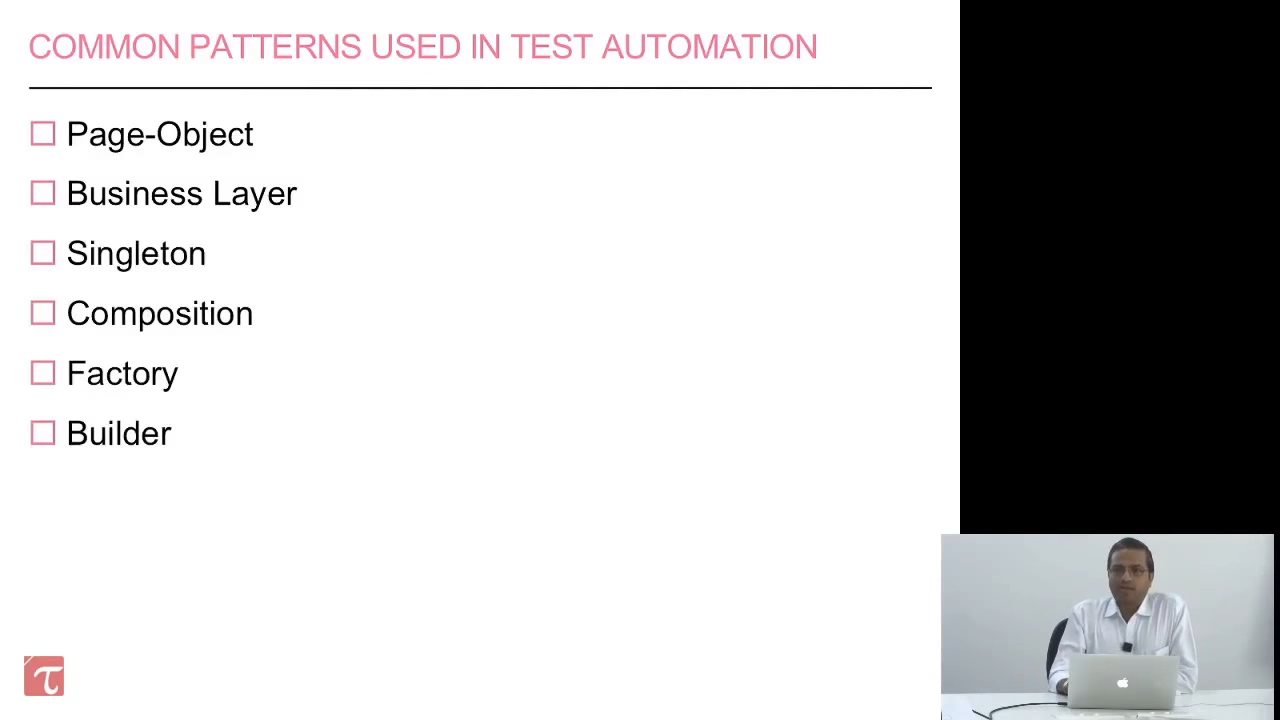 COMMON PATTERNS USED IN TEST AUTOMATION
Page-Object
Business Layer
Singleton
Composition
Factory
Builder
τ